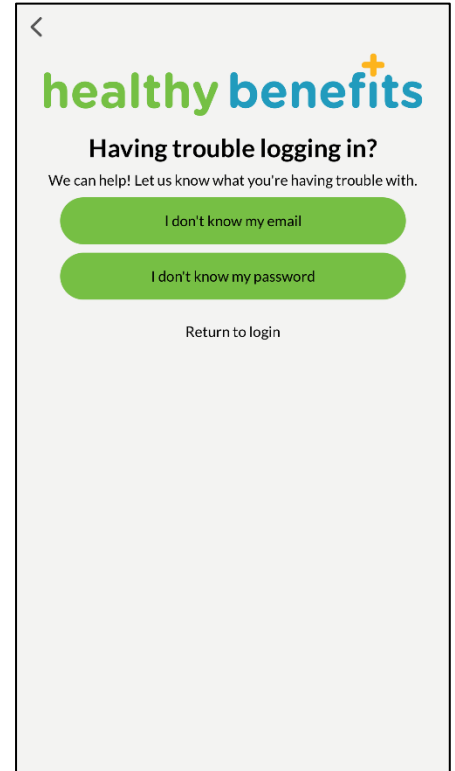 healthy benefits
Having trouble logging in?
We can help! Let us know what you're having trouble with.
I don't know my email
I don't know my password
Return to login